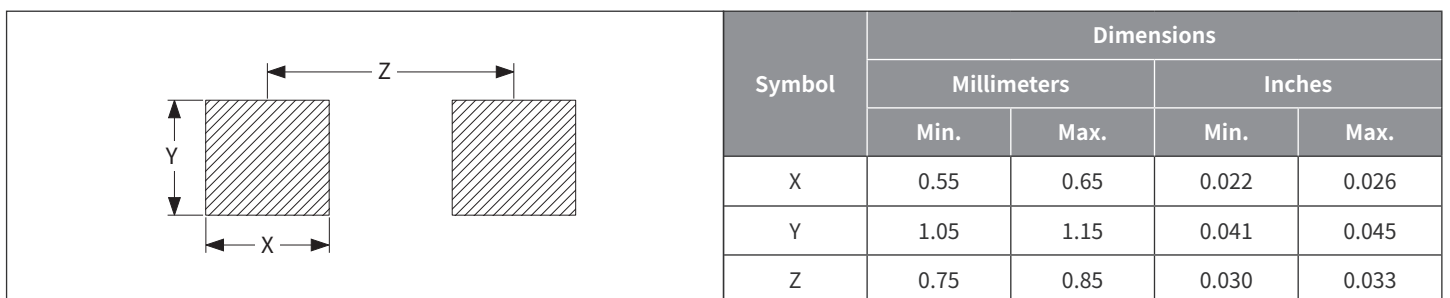 Z
Y
X
Symbol Dimensions
Millimeters Inches
Min. Max. Min. Max.
X 0.55 0.65 0.022 0.026
Y 1.05 1.15 0.041 0.045
Z 0.75 0.85 0.030 0.033